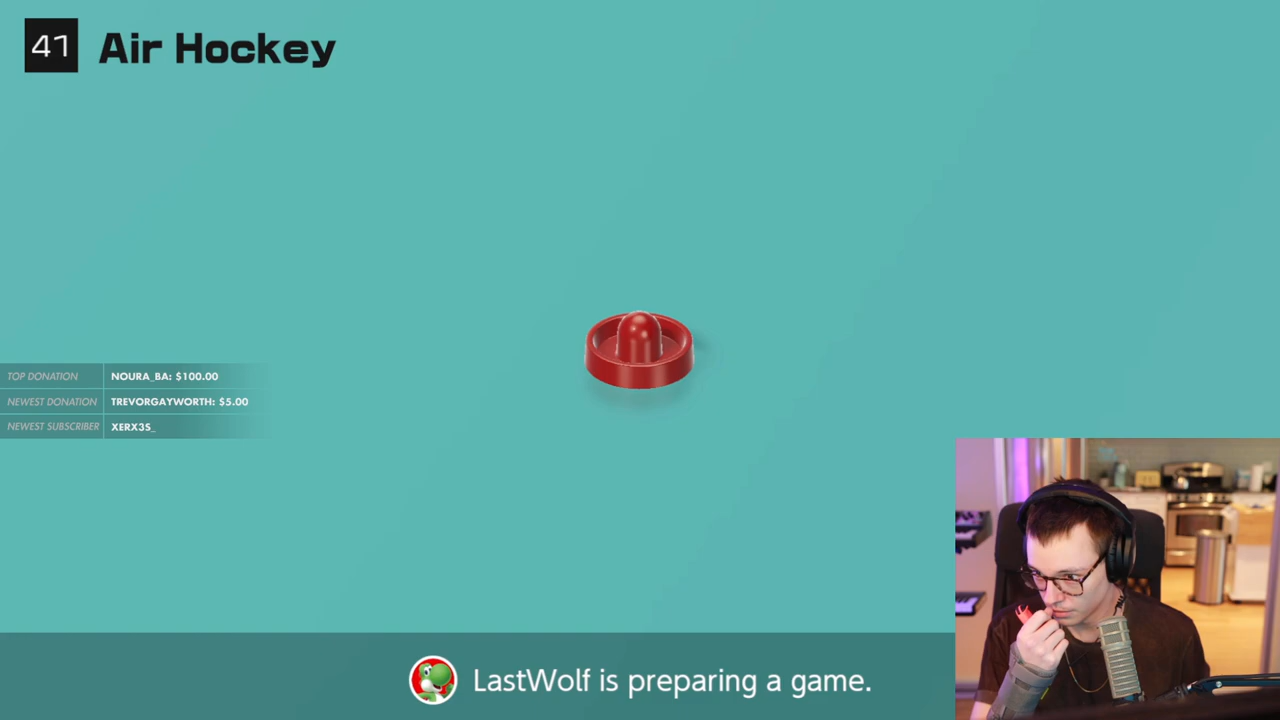 41 Air Hockey
TOP DONATION NOURA_BA: $100.00
NEWEST DONATION TREVORGAYWORTH: $5.00
NEWEST SUBSCRIBER XERX3S_
LastWolf is preparing a game.